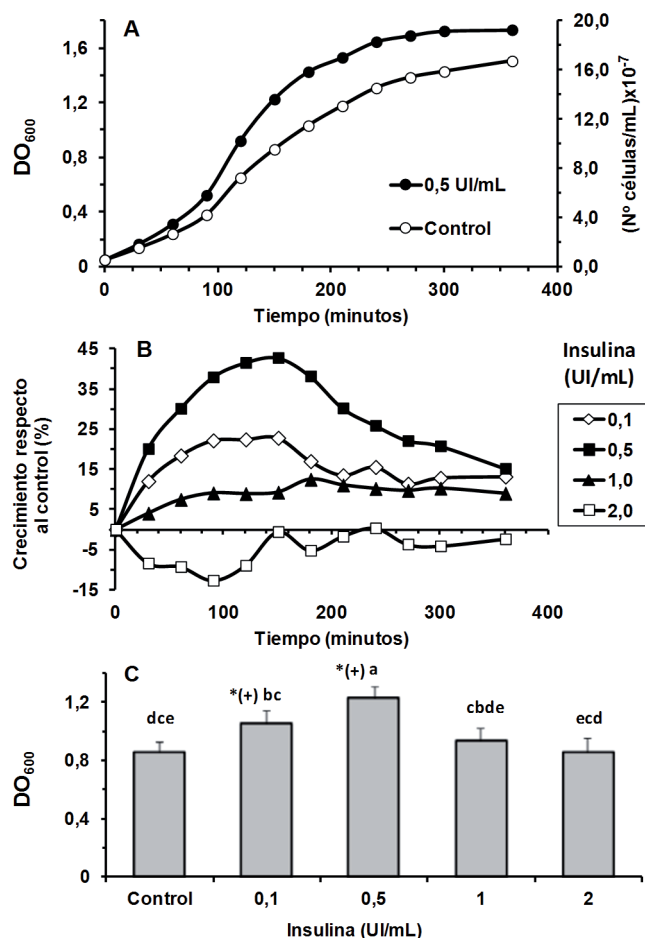 A
DO600
1,6
1,2
0,8
0,4
0
20,0
16,0
12,0
8,0
4,0
0,0
(Nº células/mL)x10-7
0,5 UI/mL
Control
0 100 200 300 400
Tiempo (minutos)
B
Crecimiento respecto
al control (%)
45
35
25
15
5
-5
-15
0 100 200 300 400
Tiempo (minutos)
Insulina
(UI/mL)
0,1
0,5
1,0
2,0
C
DO600
1,2
0,8
0,4
0
dce
*(+) bc
*(+) a
cbde
ecd
Control 0,1 0,5 1 2
Insulina (UI/mL)